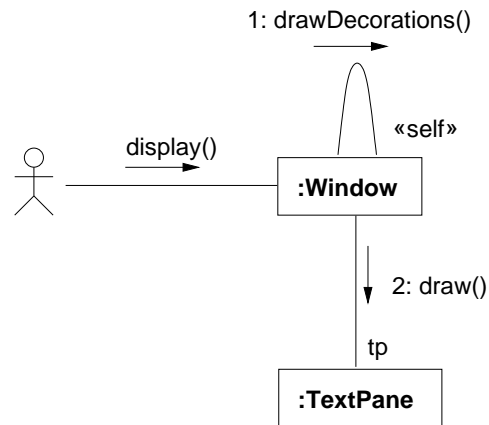 1: drawDecorations()
«self»
display()
:Window
2: draw()
tp
:TextPane